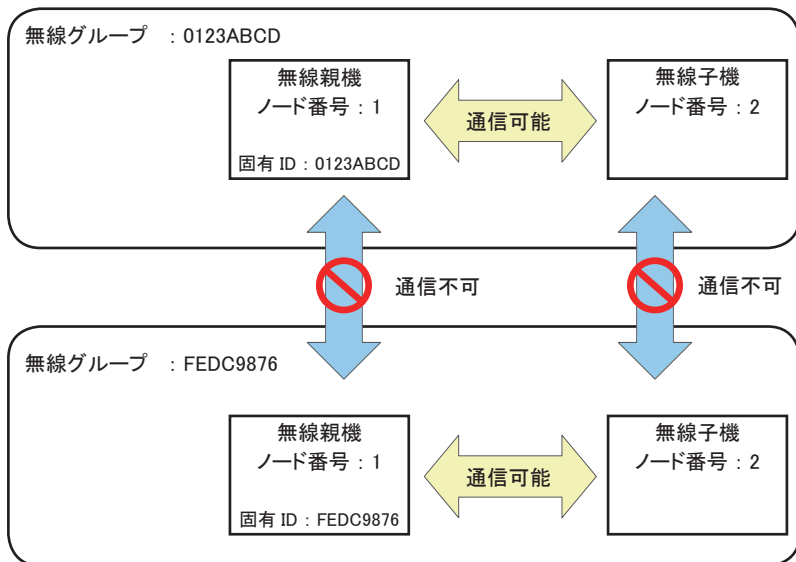 無線グループ : 0123ABCD
無線親機
ノード番号 : 1
固有 ID : 0123ABCD
通信可能
無線子機
ノード番号 : 2
通信不可
通信不可
無線グループ : FEDC9876
無線親機
ノード番号 : 1
固有 ID : FEDC9876
通信可能
無線子機
ノード番号 : 2